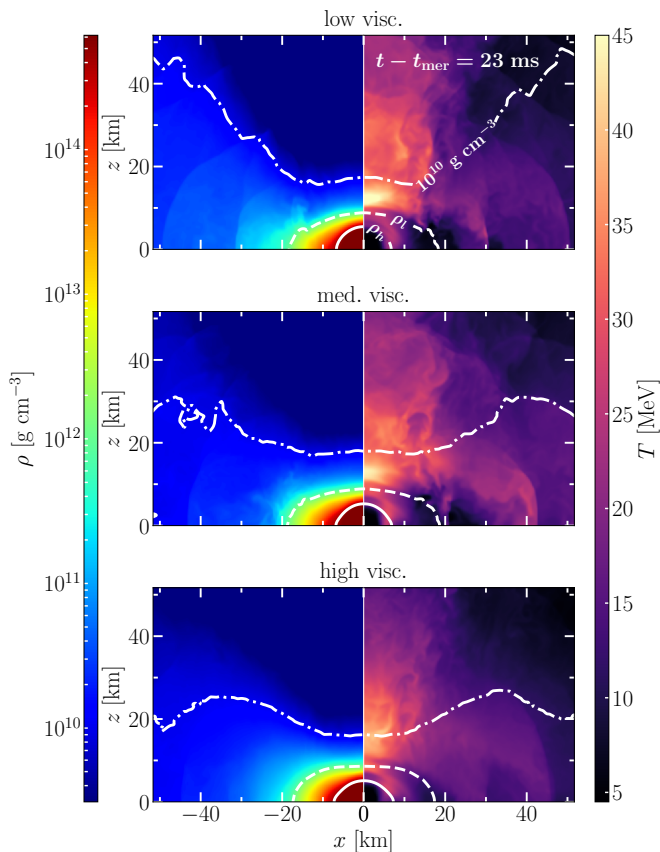 low visc.
t − t_mer = 23 ms
10^10 g cm^−3
ρ_l
ρ_h
z [km]
40
20
0
med. visc.
z [km]
40
20
0
high visc.
z [km]
40
20
0
−40 −20 0 0 20 40
x [km]
ρ [g cm^−3]
10^14
10^13
10^12
10^11
10^10
T [MeV]
45
40
35
30
25
20
15
10
5